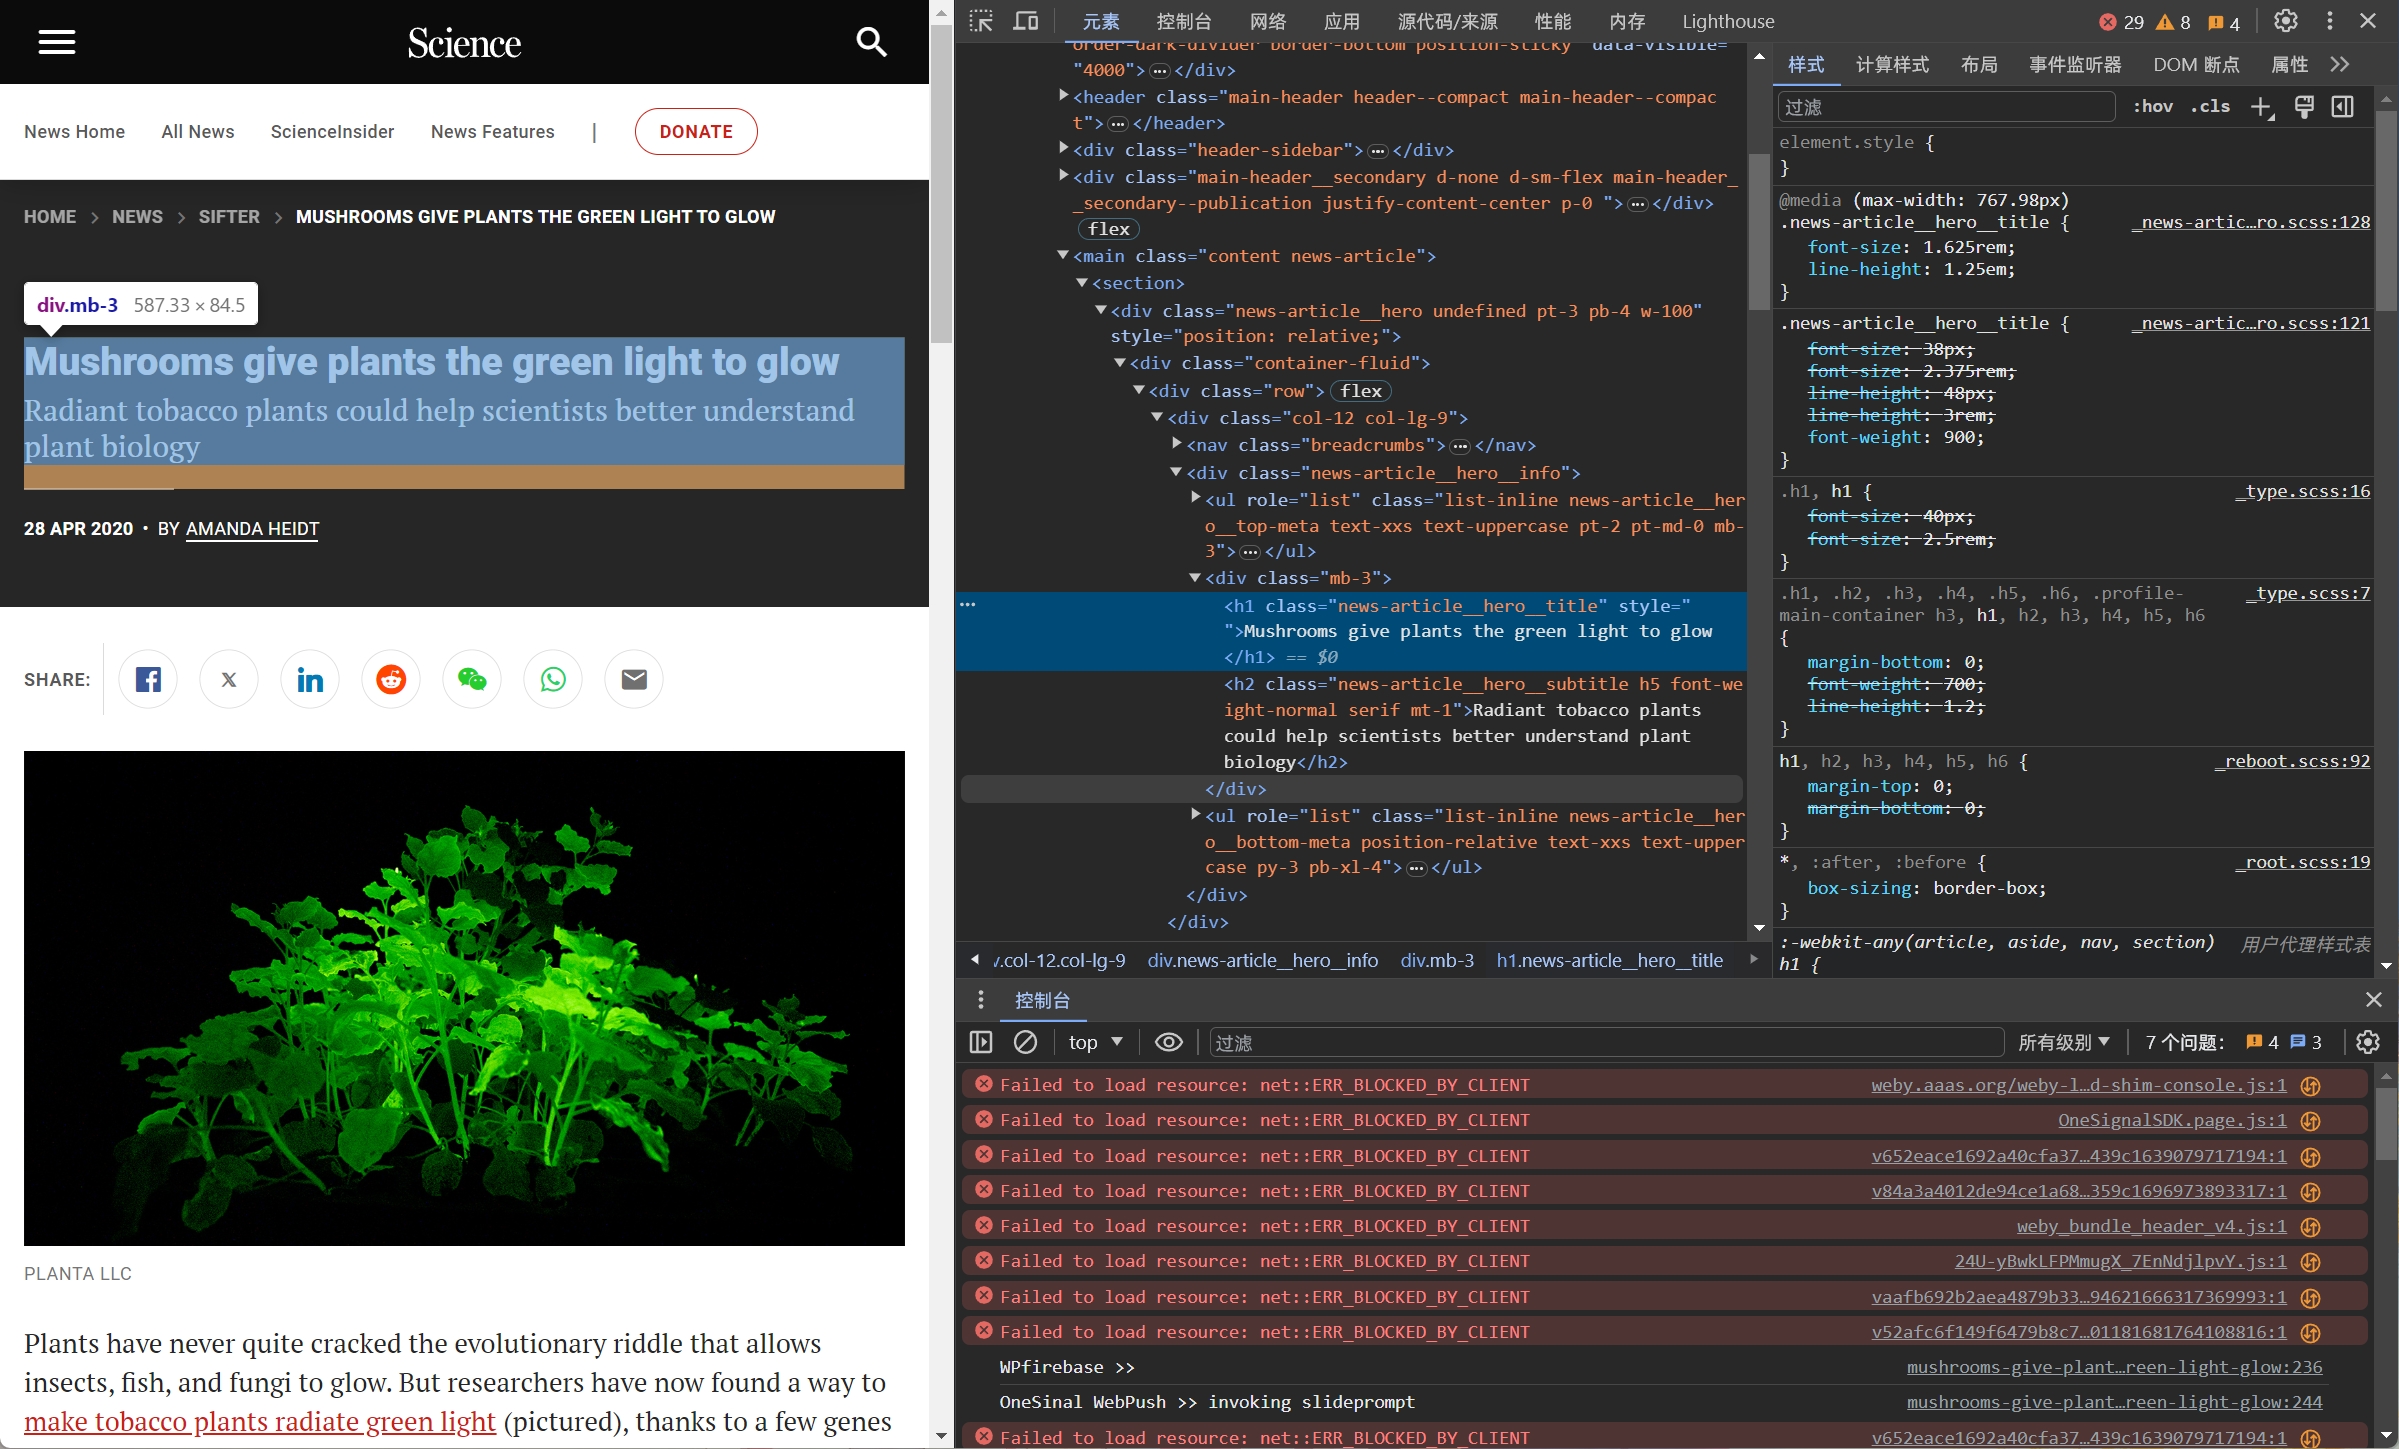 Science
News Home
All News
ScienceInsider
News Features
|
DONATE
HOME > NEWS > SIFTER > MUSHROOMS GIVE PLANTS THE GREEN LIGHT TO GLOW
div.mb-3 587.33 × 84.5
Mushrooms give plants the green light to glow
Radiant tobacco plants could help scientists better understand
plant biology
28 APR 2020 • BY AMANDA HEIDT
SHARE:
PLANTA LLC
Plants have never quite cracked the evolutionary riddle that allows
insects, fish, and fungi to glow. But researchers have now found a way to
make tobacco plants radiate green light (pictured), thanks to a few genes
元素 控制台 网络 应用 源代码/来源 性能 内存 Lighthouse
29 8 4
order-dark-divider border-bottom position-sticky" data-visible=
"4000">…</div>
<header class="main-header header--compact main-header--compac
t">…</header>
<div class="header-sidebar">…</div>
<div class="main-header__secondary d-none d-sm-flex main-header_
_secondary--publication justify-content-center p-0 ">…</div>
flex
<main class="content news-article">
<section>
<div class="news-article__hero undefined pt-3 pb-4 w-100"
style="position: relative;">
<div class="container-fluid">
<div class="row"> flex
<div class="col-12 col-lg-9">
<nav class="breadcrumbs">…</nav>
<div class="news-article__hero__info">
<ul role="list" class="list-inline news-article__her
o__top-meta text-xxs text-uppercase pt-2 pt-md-0 mb-
3">…</ul>
<div class="mb-3">
<h1 class="news-article__hero__title" style="
">Mushrooms give plants the green light to glow
</h1> == $0
<h2 class="news-article__hero__subtitle h5 font-we
ight-normal serif mt-1">Radiant tobacco plants
could help scientists better understand plant
biology</h2>
</div>
<ul role="list" class="list-inline news-article__her
o__bottom-meta position-relative text-xxs text-upper
case py-3 pb-xl-4">…</ul>
</div>
</div>
v.col-12.col-lg-9 div.news-article__hero__info div.mb-3 h1.news-article__hero__title
样式 计算样式 布局 事件监听器 DOM 断点 属性
过滤 :hov .cls
element.style {
}
@media (max-width: 767.98px)
.news-article__hero__title { _news-artic…ro.scss:128
font-size: 1.625rem;
line-height: 1.25em;
}
.news-article__hero__title { _news-artic…ro.scss:121
font-size: 38px;
font-size: 2.375rem;
line-height: 48px;
line-height: 3rem;
font-weight: 900;
}
.h1, h1 { _type.scss:16
font-size: 40px;
font-size: 2.5rem;
}
.h1, .h2, .h3, .h4, .h5, .h6, .profile- _type.scss:7
main-container h3, h1, h2, h3, h4, h5, h6
{
margin-bottom: 0;
font-weight: 700;
line-height: 1.2;
}
h1, h2, h3, h4, h5, h6 { _reboot.scss:92
margin-top: 0;
margin-bottom: 0;
}
*, :after, :before { _root.scss:19
box-sizing: border-box;
}
:-webkit-any(article, aside, nav, section) 用户代理样式表
h1 {
控制台
top 过滤 所有级别 7 个问题: 4 3
Failed to load resource: net::ERR_BLOCKED_BY_CLIENT weby.aaas.org/weby-l…d-shim-console.js:1
Failed to load resource: net::ERR_BLOCKED_BY_CLIENT OneSignalSDK.page.js:1
Failed to load resource: net::ERR_BLOCKED_BY_CLIENT v652eace1692a40cfa37…439c1639079717194:1
Failed to load resource: net::ERR_BLOCKED_BY_CLIENT v84a3a4012de94ce1a68…359c1696973893317:1
Failed to load resource: net::ERR_BLOCKED_BY_CLIENT weby_bundle_header_v4.js:1
Failed to load resource: net::ERR_BLOCKED_BY_CLIENT 24U-yBwkLFPMmugX_7EnNdjlpvY.js:1
Failed to load resource: net::ERR_BLOCKED_BY_CLIENT vaafb692b2aea4879b33…94621666317369993:1
Failed to load resource: net::ERR_BLOCKED_BY_CLIENT v52afc6f149f6479b8c7…01181681764108816:1
WPfirebase >> mushrooms-give-plant…reen-light-glow:236
OneSinal WebPush >> invoking slideprompt mushrooms-give-plant…reen-light-glow:244
Failed to load resource: net::ERR_BLOCKED_BY_CLIENT v652eace1692a40cfa37…439c1639079717194:1